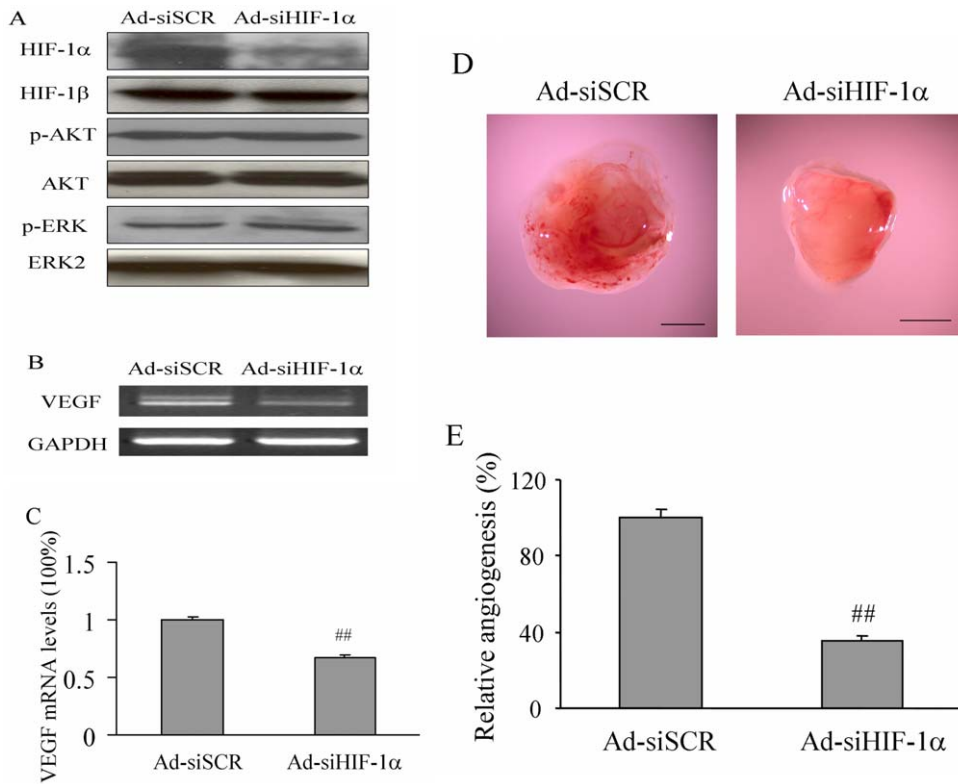 A
Ad-siSCR Ad-siHIF-1α
HIF-1α
HIF-1β
p-AKT
AKT
p-ERK
ERK2
B
Ad-siSCR Ad-siHIF-1α
VEGF
GAPDH
C
VEGF mRNA levels (100%)
1.5
1
0.5
0
##
Ad-siSCR Ad-siHIF-1α
D
Ad-siSCR Ad-siHIF-1α
E
Relative angiogenesis (%)
120
80
40
0
##
Ad-siSCR Ad-siHIF-1α